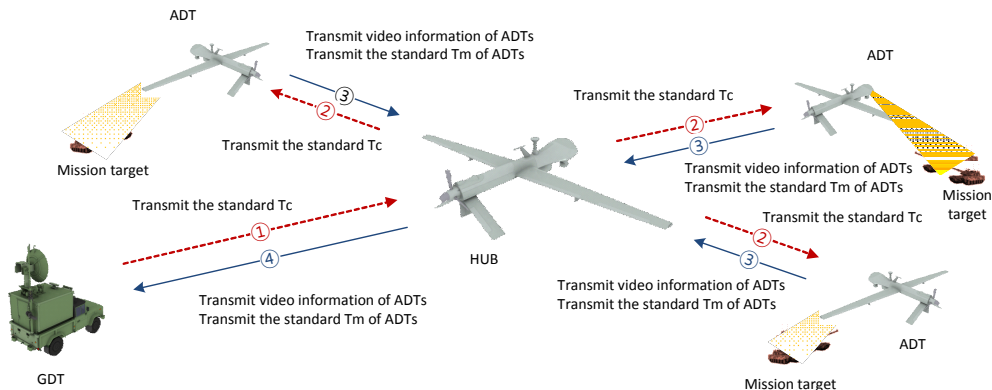 ADT
Transmit video information of ADTs
Transmit the standard Tm of ADTs
③
②
Transmit the standard Tc
Mission target
ADT
Transmit the standard Tc
②
③
Transmit video information of ADTs
Transmit the standard Tm of ADTs
Mission
target
Transmit the standard Tc
①
④
HUB
Transmit video information of ADTs
Transmit the standard Tm of ADTs
GDT
Transmit the standard Tc
②
③
Transmit video information of ADTs
Transmit the standard Tm of ADTs
ADT
Mission target